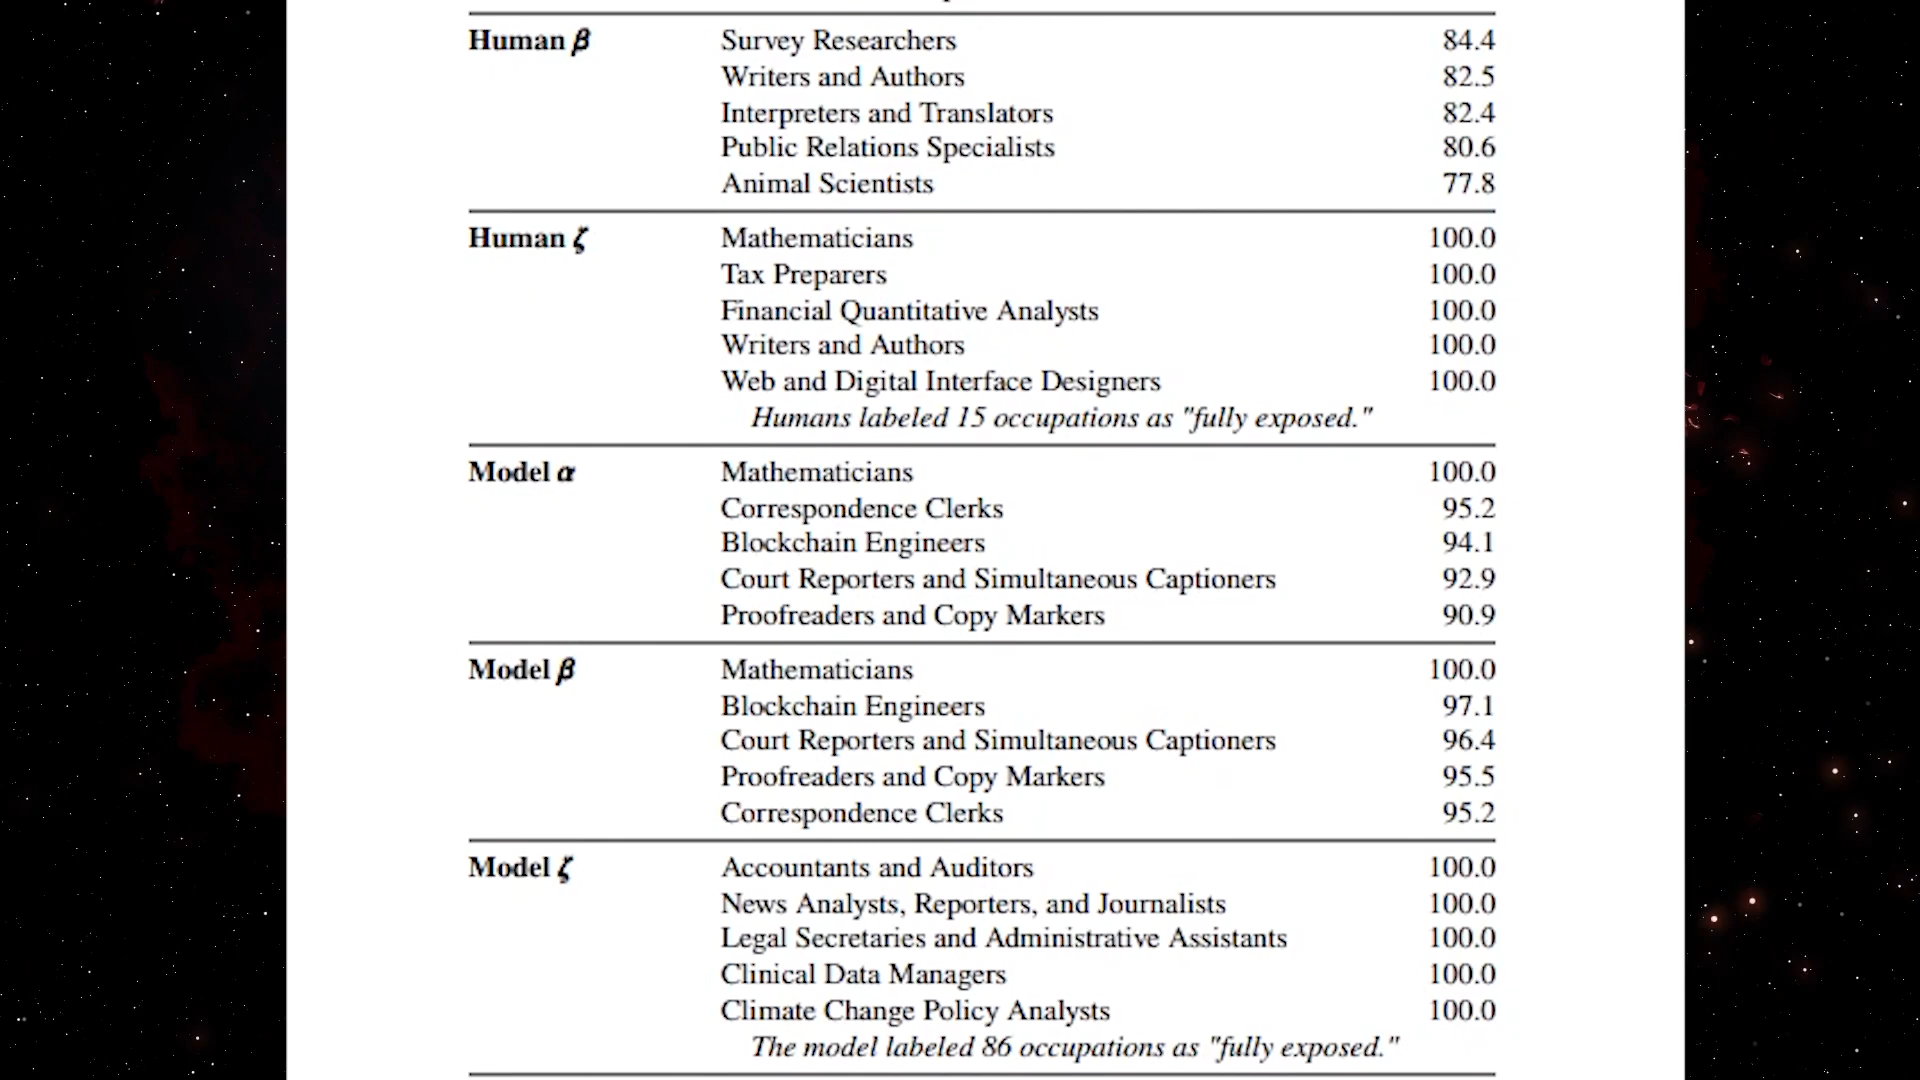 Human β Survey Researchers 84.4
Writers and Authors 82.5
Interpreters and Translators 82.4
Public Relations Specialists 80.6
Animal Scientists 77.8
Human ζ Mathematicians 100.0
Tax Preparers 100.0
Financial Quantitative Analysts 100.0
Writers and Authors 100.0
Web and Digital Interface Designers 100.0
Humans labeled 15 occupations as "fully exposed."
Model α Mathematicians 100.0
Correspondence Clerks 95.2
Blockchain Engineers 94.1
Court Reporters and Simultaneous Captioners 92.9
Proofreaders and Copy Markers 90.9
Model β Mathematicians 100.0
Blockchain Engineers 97.1
Court Reporters and Simultaneous Captioners 96.4
Proofreaders and Copy Markers 95.5
Correspondence Clerks 95.2
Model ζ Accountants and Auditors 100.0
News Analysts, Reporters, and Journalists 100.0
Legal Secretaries and Administrative Assistants 100.0
Clinical Data Managers 100.0
Climate Change Policy Analysts 100.0
The model labeled 86 occupations as "fully exposed."